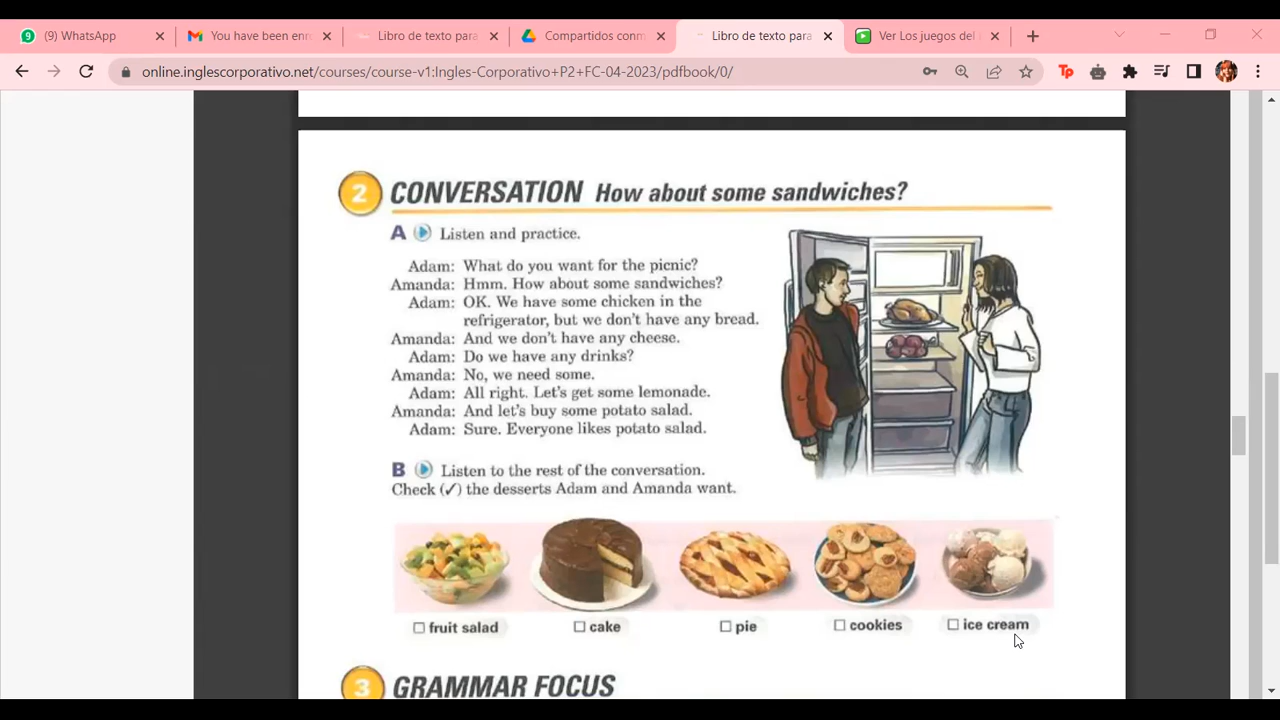 9 (9) WhatsApp
You have been enr
Libro de texto para
Compartidos conm
Libro de texto para
Ver Los juegos del
online.inglescorporativo.net/courses/course-v1:Ingles-Corporativo+P2+FC-04-2023/pdfbook/0/
Tp
2 CONVERSATION How about some sandwiches?
A Listen and practice.
Adam: What do you want for the picnic?
Amanda: Hmm. How about some sandwiches?
Adam: OK. We have some chicken in the
refrigerator, but we don't have any bread.
Amanda: And we don't have any cheese.
Adam: Do we have any drinks?
Amanda: No, we need some.
Adam: All right. Let's get some lemonade.
Amanda: And let's buy some potato salad.
Adam: Sure. Everyone likes potato salad.
B Listen to the rest of the conversation.
Check (✓) the desserts Adam and Amanda want.
☐ fruit salad ☐ cake ☐ pie ☐ cookies ☐ ice cream
3 GRAMMAR FOCUS